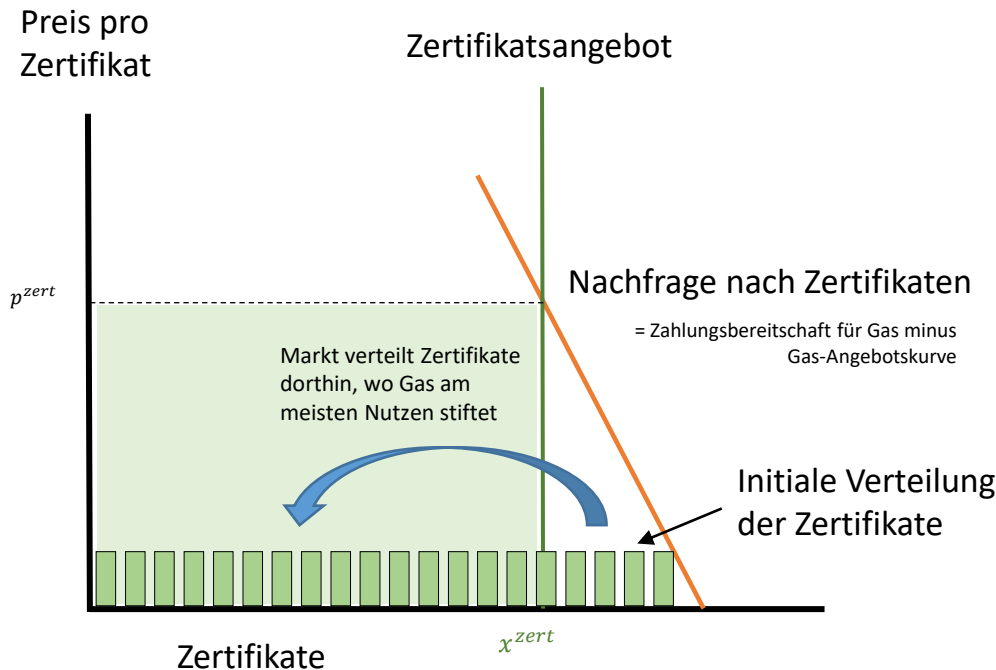 Preis pro
Zertifikat
Zertifikatsangebot
p^zert
Nachfrage nach Zertifikaten
= Zahlungsbereitschaft für Gas minus
Gas-Angebotskurve
Markt verteilt Zertifikate
dorthin, wo Gas am
meisten Nutzen stiftet
Initiale Verteilung
der Zertifikate
x^zert
Zertifikate